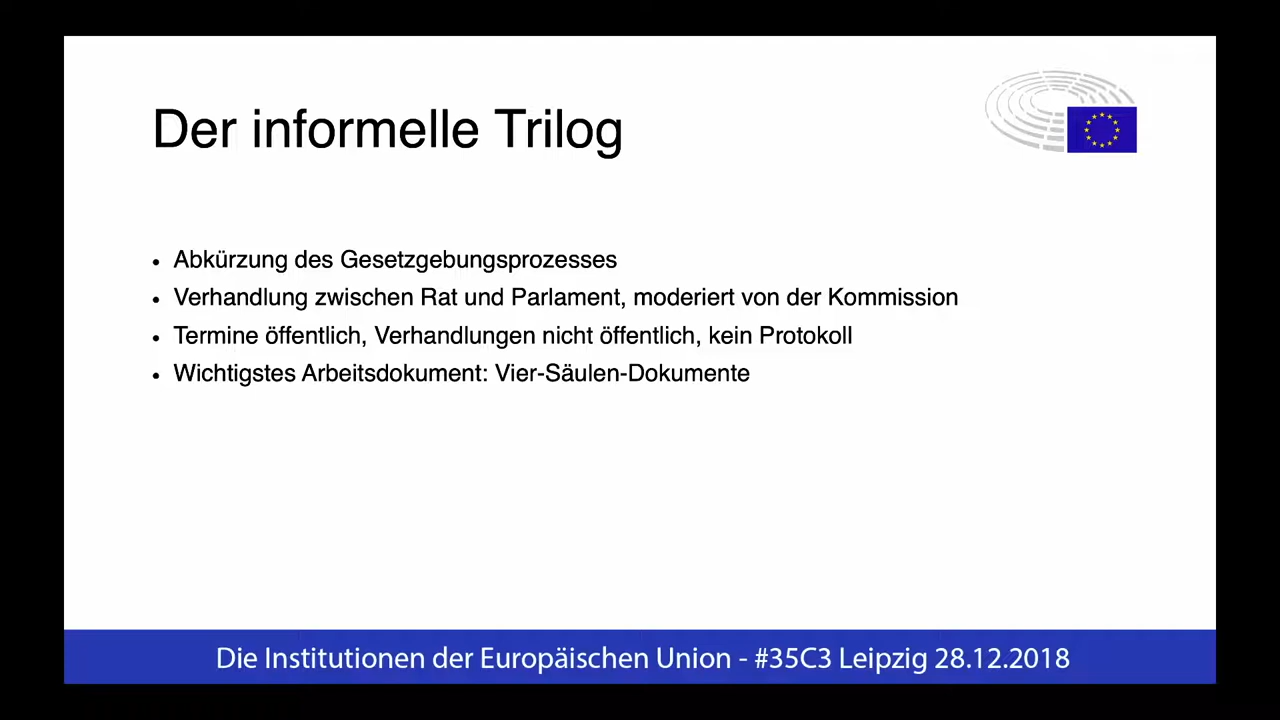 Der informelle Trilog
• Abkürzung des Gesetzgebungsprozesses
• Verhandlung zwischen Rat und Parlament, moderiert von der Kommission
• Termine öffentlich, Verhandlungen nicht öffentlich, kein Protokoll
• Wichtigstes Arbeitsdokument: Vier-Säulen-Dokumente
Die Institutionen der Europäischen Union - #35C3 Leipzig 28.12.2018